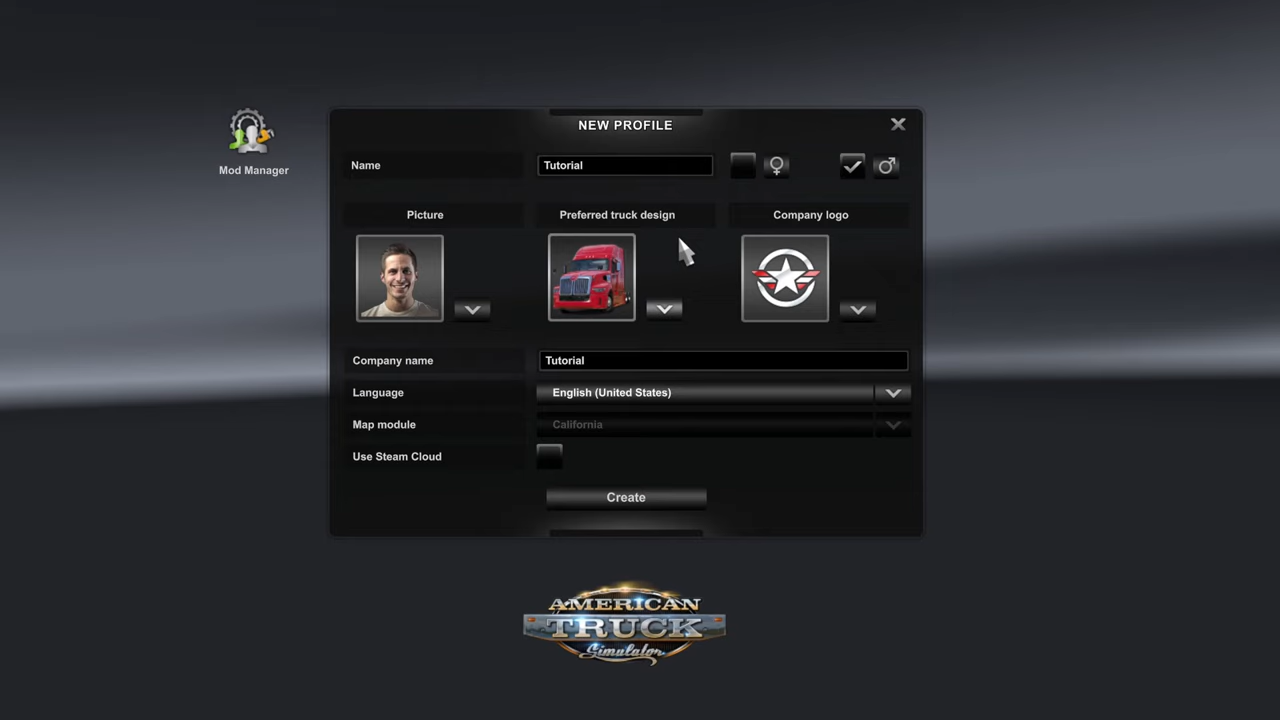 NEW PROFILE
Mod Manager
Name
Tutorial
Picture
Preferred truck design
Company logo
Company name
Tutorial
Language
English (United States)
Map module
California
Use Steam Cloud
Create
AMERICAN
TRUCK
Simulator